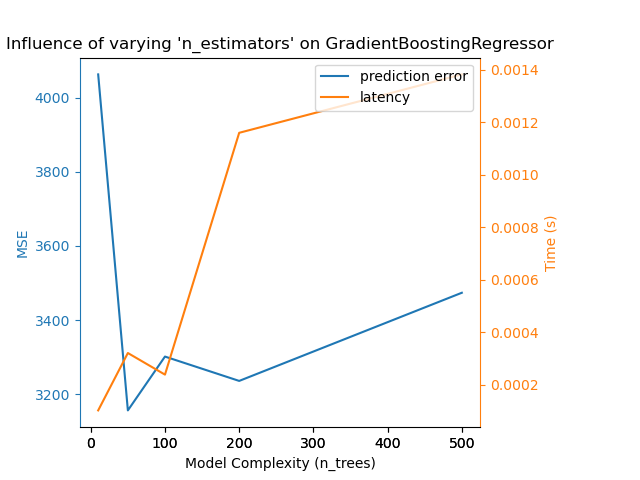 Influence of varying 'n_estimators' on GradientBoostingRegressor
prediction error
latency
4000
3800
3600
3400
3200
MSE
0.0014
0.0012
0.0010
0.0008
0.0006
0.0004
0.0002
Time (s)
0 100 200 300 400 500
Model Complexity (n_trees)